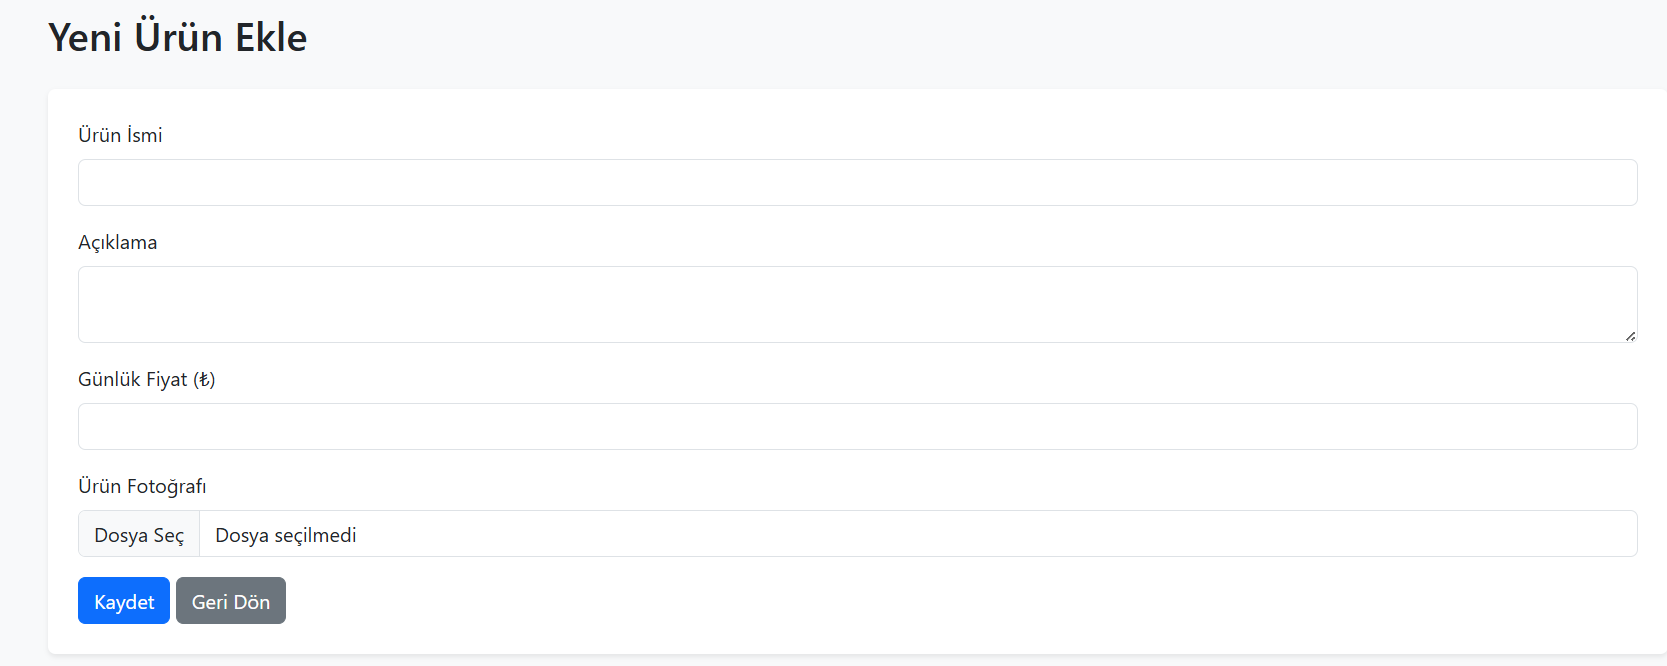 Yeni Ürün Ekle
Ürün İsmi
Açıklama
Günlük Fiyat (₺)
Ürün Fotoğrafı
Dosya Seç Dosya seçilmedi
Kaydet Geri Dön